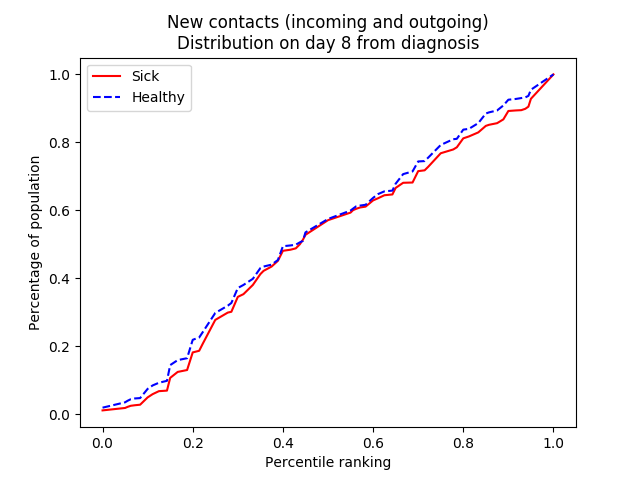 New contacts (incoming and outgoing)
Distribution on day 8 from diagnosis
Sick
Healthy
Percentage of population
1.0
0.8
0.6
0.4
0.2
0.0
0.0 0.2 0.4 0.6 0.8 1.0
Percentile ranking